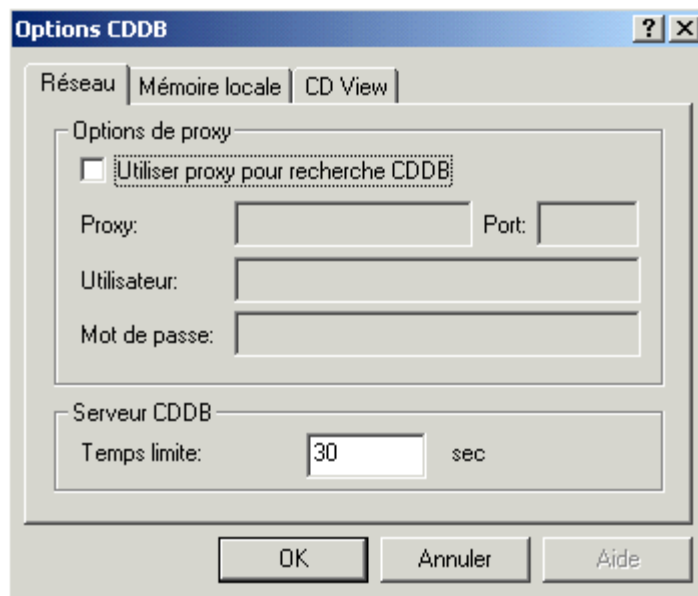 Options CDDB
Réseau Mémoire locale CD View
Options de proxy
Utiliser proxy pour recherche CDDB
Proxy: Port:
Utilisateur:
Mot de passe:
Serveur CDDB
Temps limite: 30 sec
OK Annuler Aide